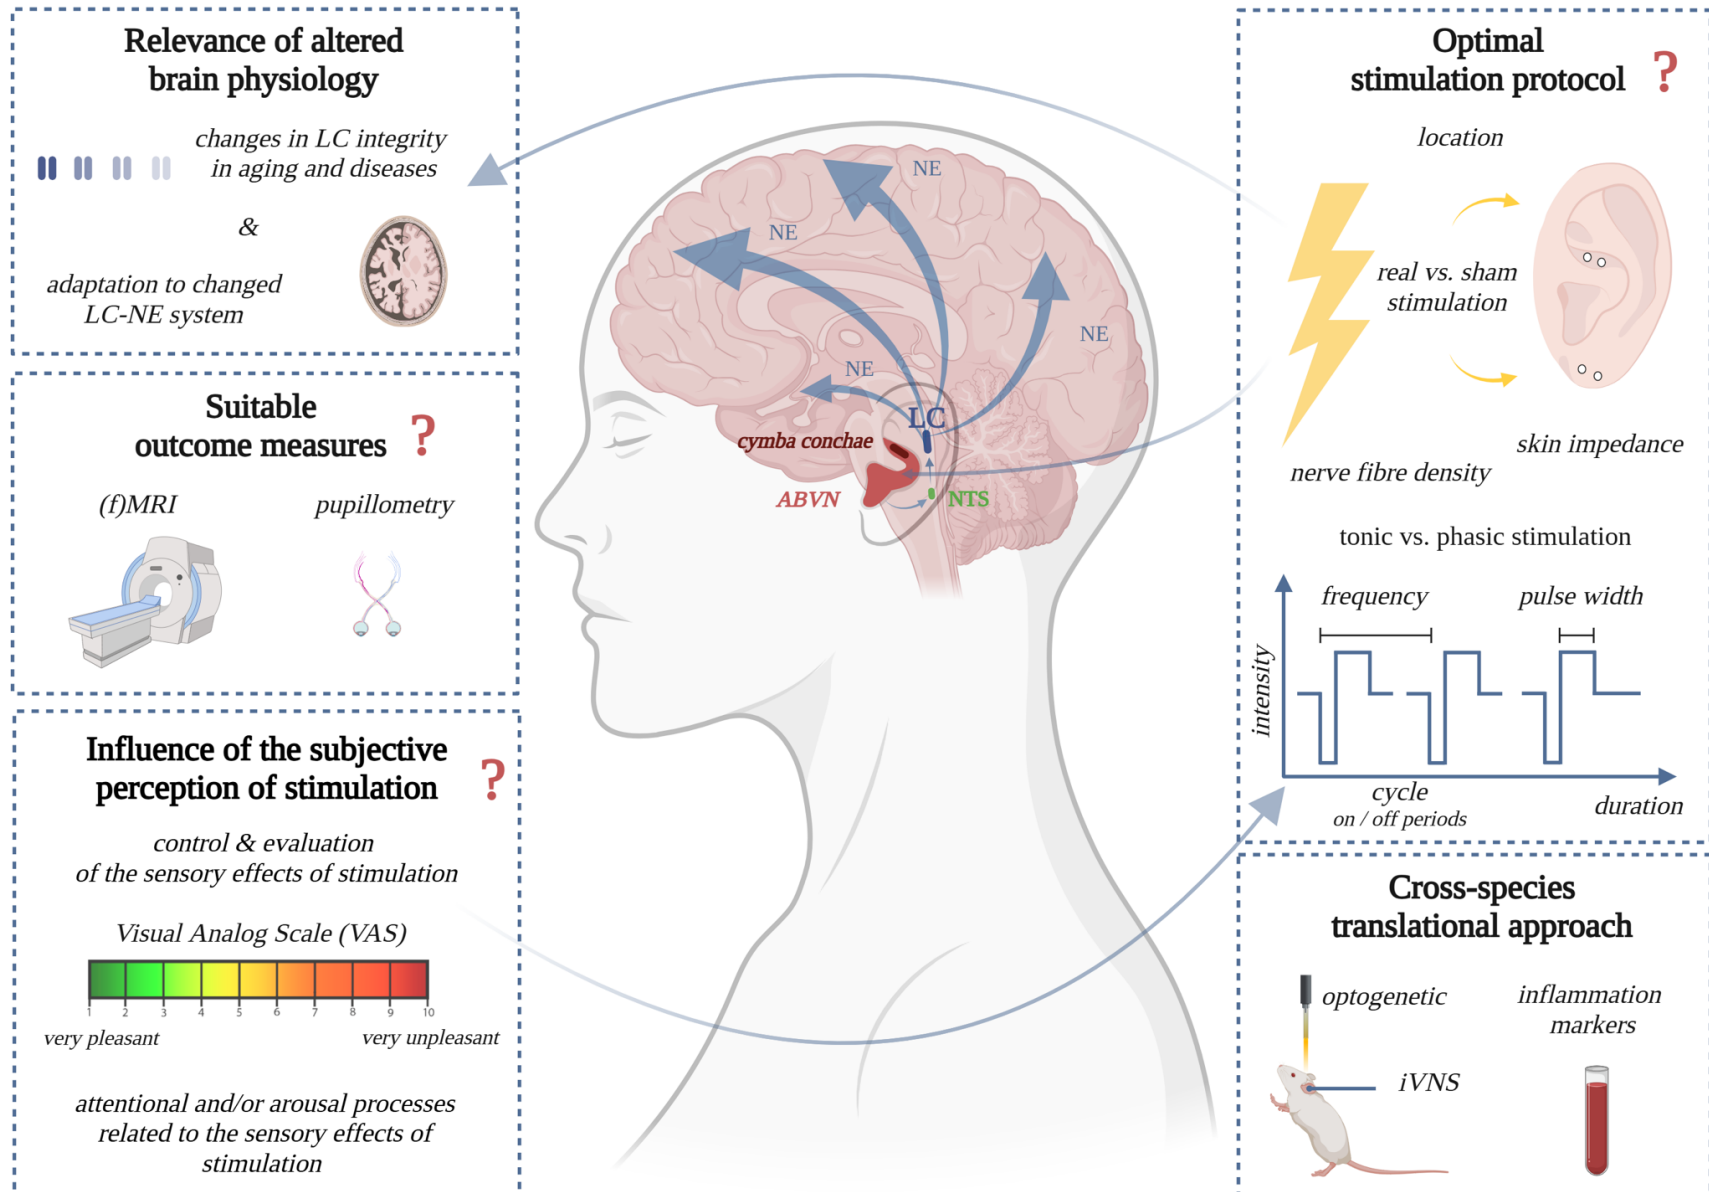 Relevance of altered
brain physiology
changes in LC integrity
in aging and diseases
&
adaptation to changed
LC-NE system
Suitable
outcome measures ?
(f)MRI
pupillometry
Influence of the subjective
perception of stimulation ?
control & evaluation
of the sensory effects of stimulation
Visual Analog Scale (VAS)
1 2 3 4 5 6 7 8 9 10
very pleasant
very unpleasant
attentional and/or arousal processes
related to the sensory effects of
stimulation
NE
NE
NE
NE
LC
cymba conchae
ABVN
NTS
Optimal
stimulation protocol ?
location
real vs. sham
stimulation
skin impedance
nerve fibre density
tonic vs. phasic stimulation
frequency
pulse width
intensity
cycle
on / off periods
duration
Cross-species
translational approach
optogenetic
inflammation
markers
iVNS